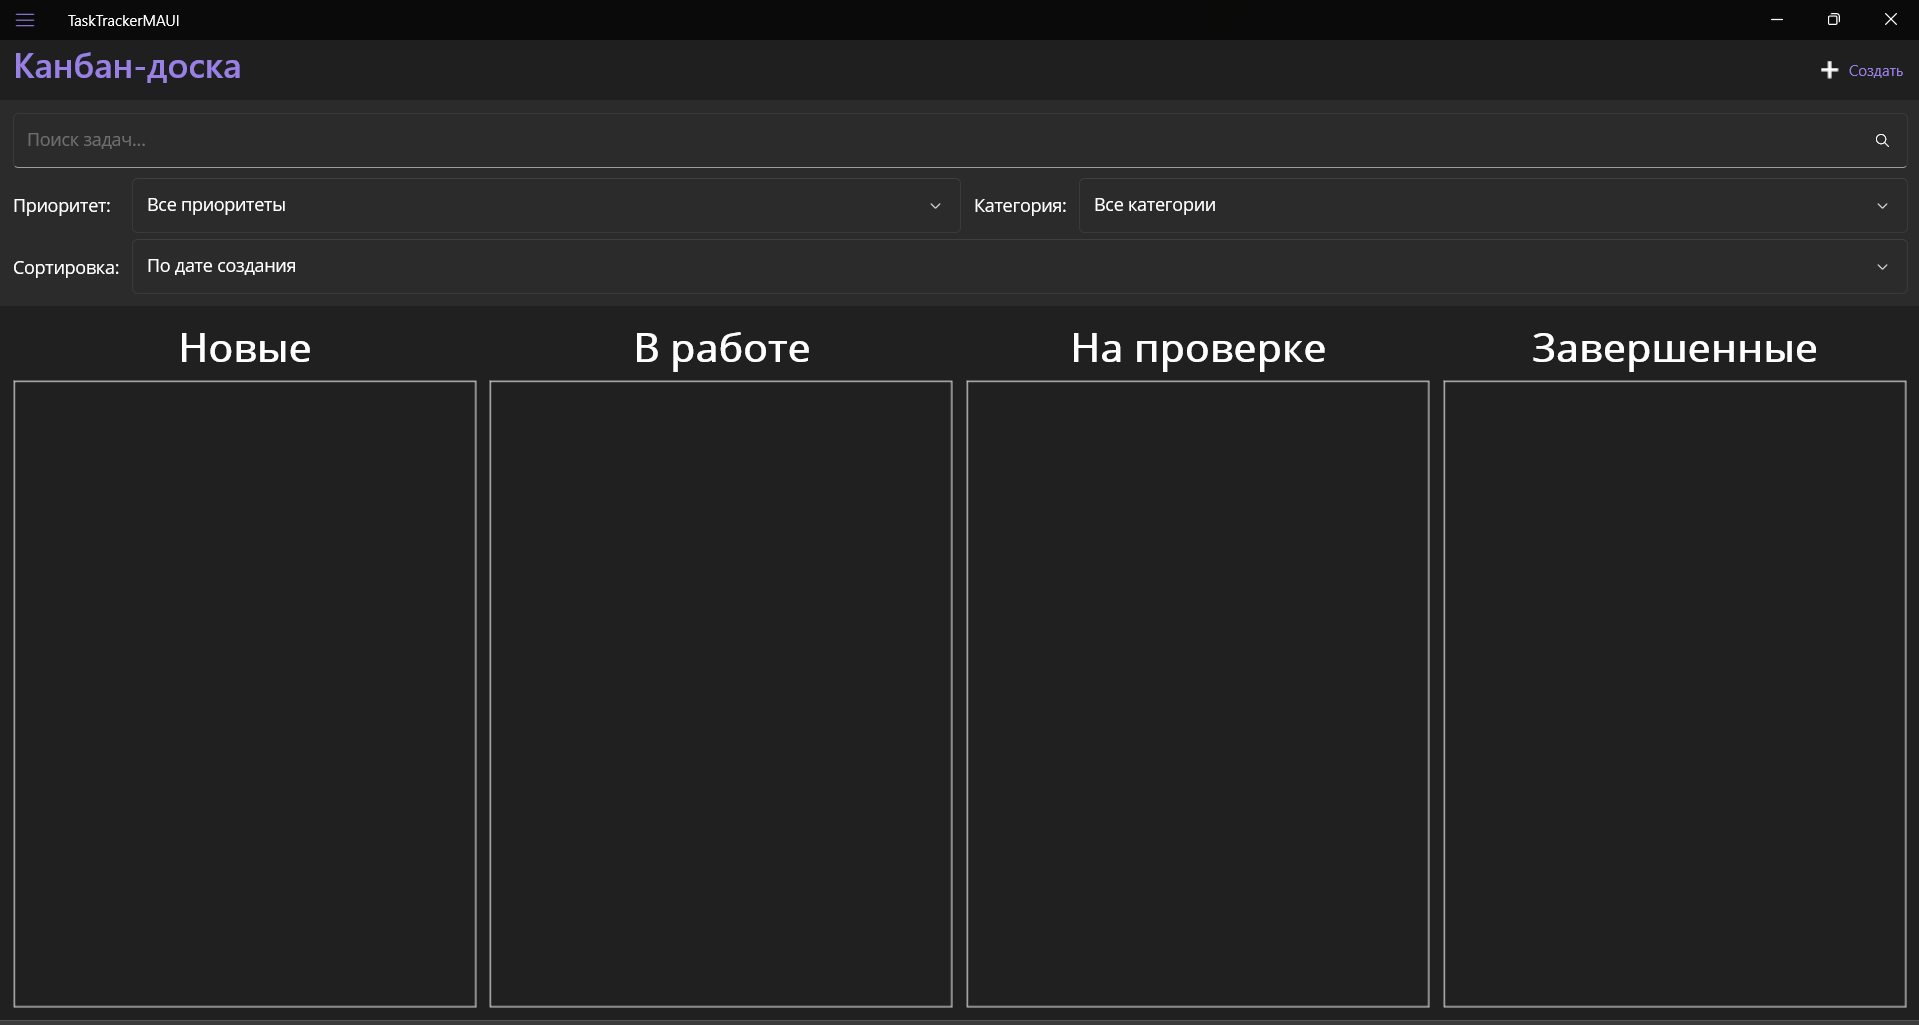 TaskTrackerMAUI
Канбан-доска
Создать
Поиск задач...
Приоритет: Все приоритеты Категория: Все категории
Сортировка: По дате создания
Новые В работе На проверке Завершенные